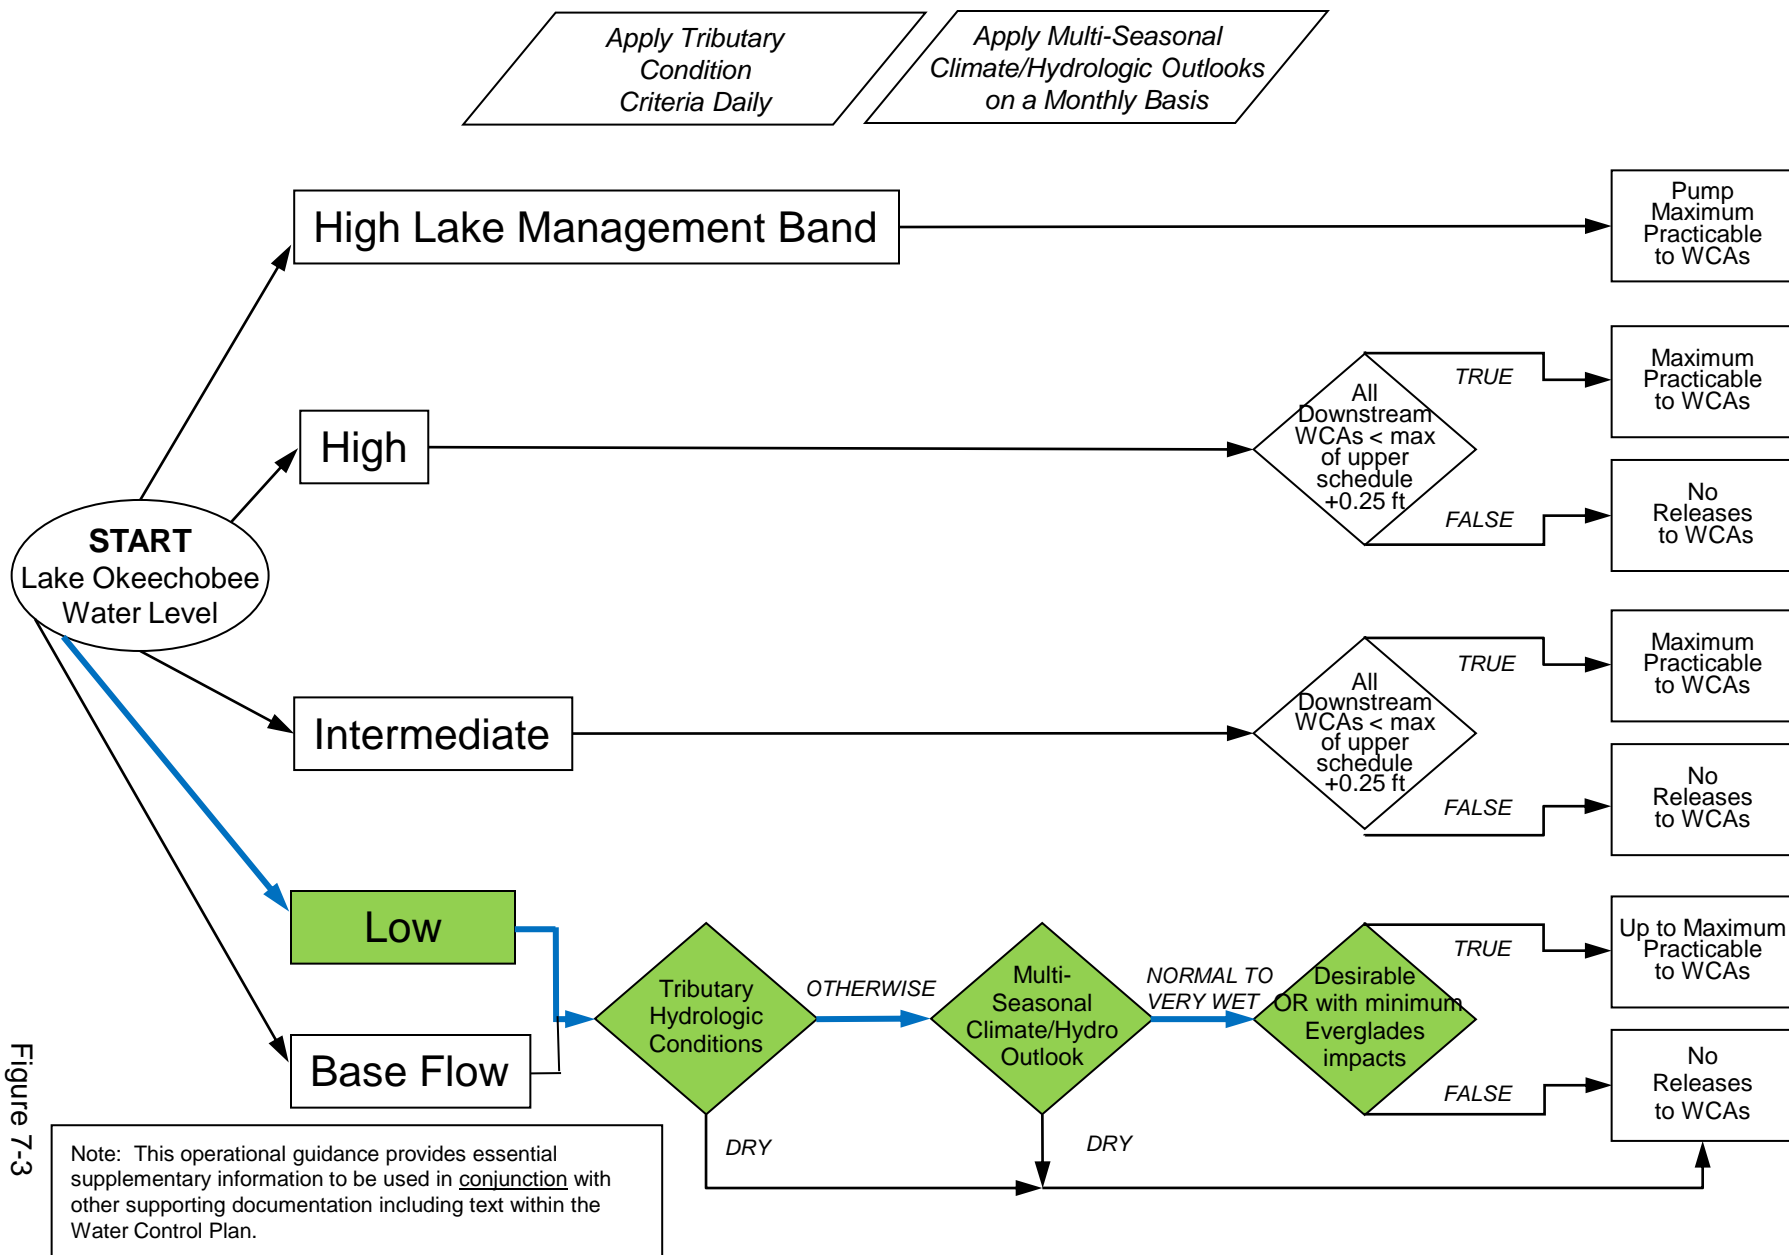 Apply Tributary
Condition
Criteria Daily
Apply Multi-Seasonal
Climate/Hydrologic Outlooks
on a Monthly Basis
High Lake Management Band
Pump
Maximum
Practicable
to WCAs
High
All
Downstream
WCAs < max
of upper
schedule
+0.25 ft
TRUE
Maximum
Practicable
to WCAs
FALSE
No
Releases
to WCAs
START
Lake Okeechobee
Water Level
Intermediate
All
Downstream
WCAs < max
of upper
schedule
+0.25 ft
TRUE
Maximum
Practicable
to WCAs
FALSE
No
Releases
to WCAs
Low
Base Flow
Tributary
Hydrologic
Conditions
OTHERWISE
DRY
Multi-
Seasonal
Climate/Hydro
Outlook
NORMAL TO
VERY WET
DRY
Desirable
OR with minimum
Everglades
impacts
TRUE
Up to Maximum
Practicable
to WCAs
FALSE
No
Releases
to WCAs
Figure 7-3
Note: This operational guidance provides essential
supplementary information to be used in conjunction with
other supporting documentation including text within the
Water Control Plan.